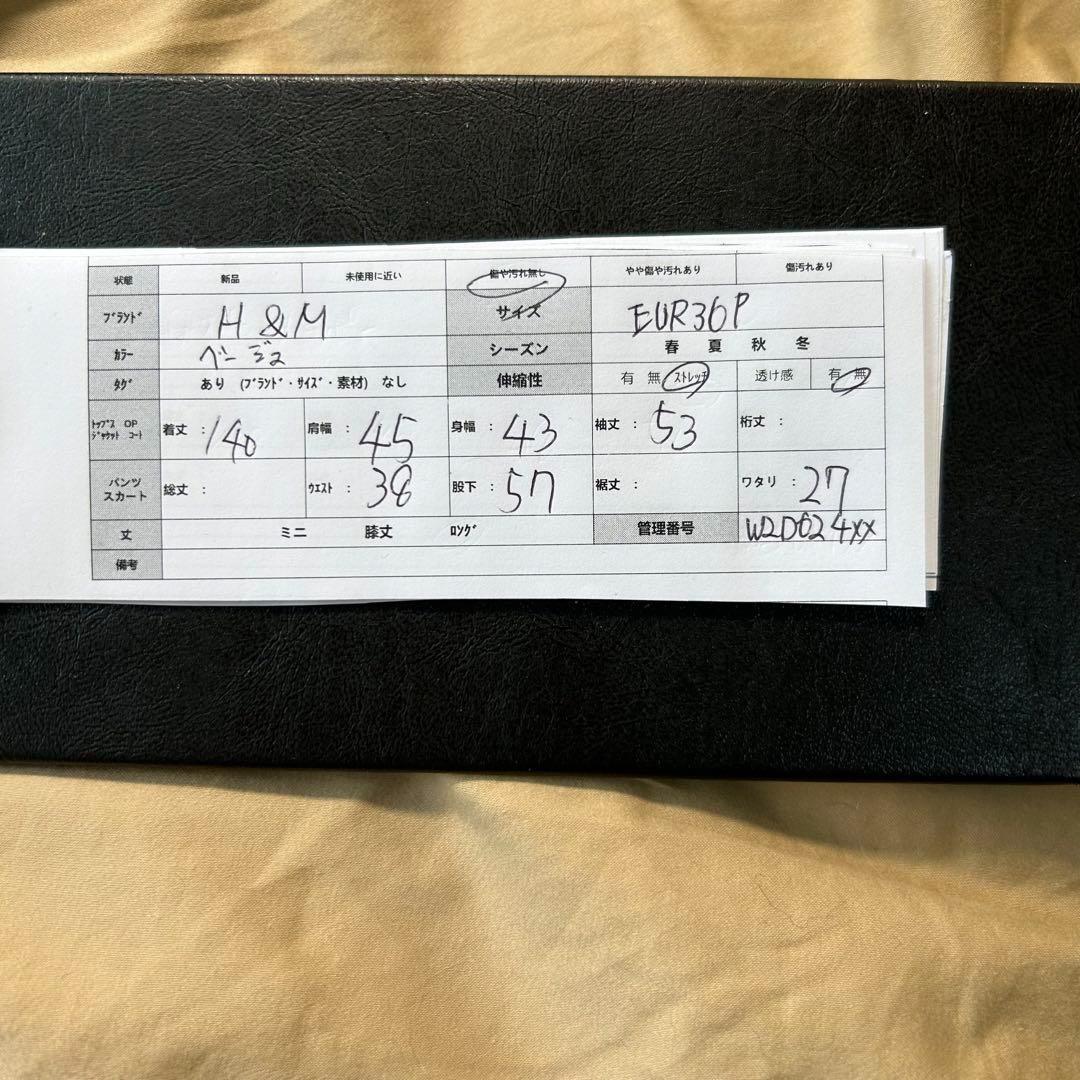 状態 新品 未使用に近い 傷や汚れ無し やや傷や汚れあり 傷汚れあり
ﾌﾞﾗﾝﾄﾞ H&M サイズ EUR36P
ｶﾗｰ ベージュ シーズン 春 夏 秋 冬
ﾀｸﾞ あり (ﾌﾞﾗﾝﾄﾞ・ｻｲｽﾞ・素材) なし 伸縮性 有 無 ｽﾄﾚｯﾁ 透け感 有 無
ﾄｯﾌﾟｽ OP ｼﾞｬｹｯﾄ ｺｰﾄ 着丈 : 140 肩幅 : 45 身幅 : 43 袖丈 : 53 裄丈 :
パンツ スカート 総丈 : ｳｴｽﾄ : 38 股下 : 57 裾丈 : ワタリ : 27
丈 ミニ 膝丈 ﾛﾝｸﾞ 管理番号 W2D024xx
備考